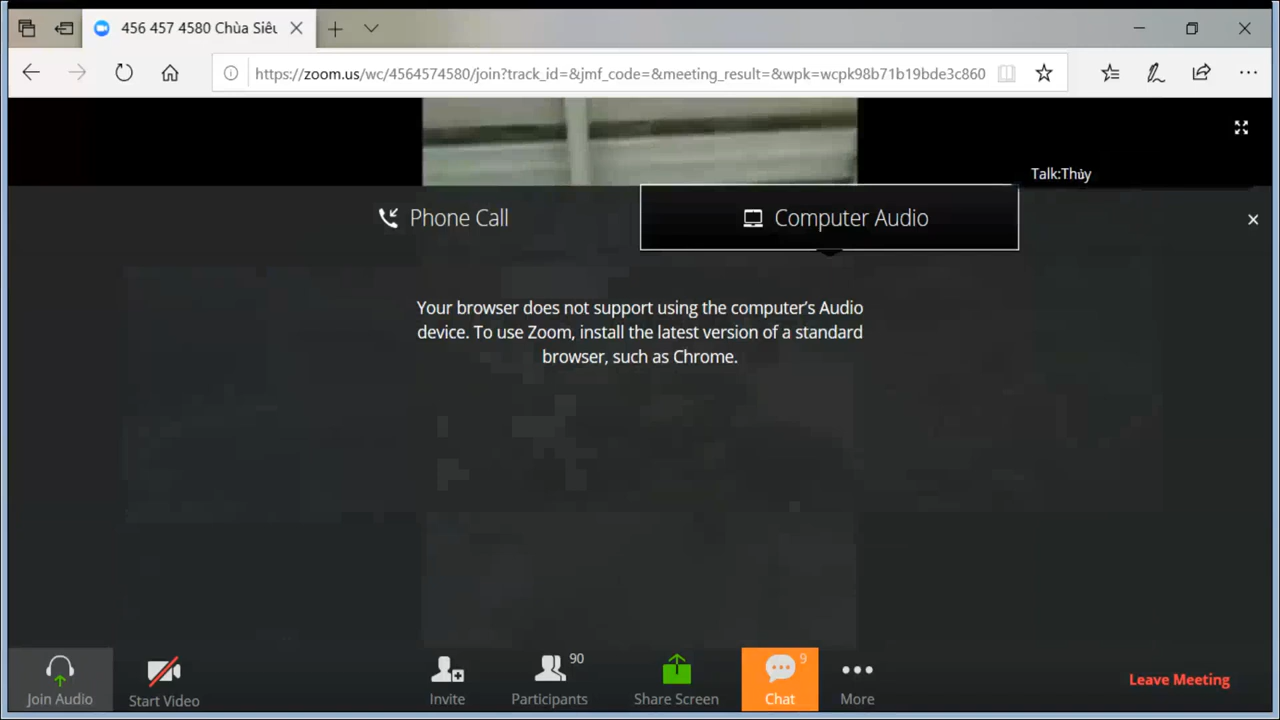 456 457 4580 Chùa Siêu
https://zoom.us/wc/4564574580/join?track_id=&jmf_code=&meeting_result=&wpk=wcpk98b71b19bde3c860
Talk:Thủy
Phone Call
Computer Audio
Your browser does not support using the computer's Audio
device. To use Zoom, install the latest version of a standard
browser, such as Chrome.
Join Audio
Start Video
Invite
90
Participants
Share Screen
9
Chat
More
Leave Meeting